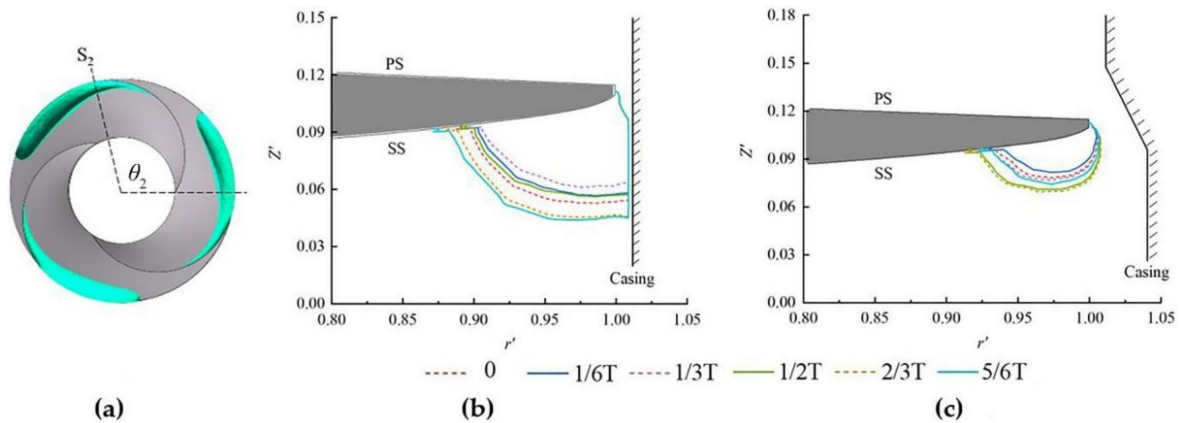 S₂
θ₂
(a)
0.15
0.12
0.09
0.06
0.03
0.00
Z'
PS
SS
Casing
0.80 0.85 0.90 0.95 1.00 1.05
r'
(b)
0.18
0.15
0.12
0.09
0.06
0.03
0.00
Z'
PS
SS
Casing
0.80 0.85 0.90 0.95 1.00 1.05
r'
(c)
0 1/6T 1/3T 1/2T 2/3T 5/6T